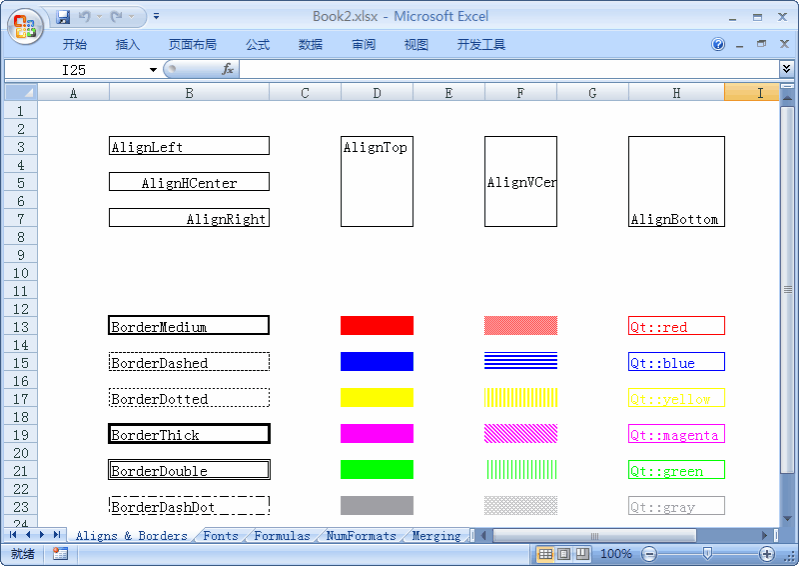 Book2.xlsx - Microsoft Excel
开始 插入 页面布局 公式 数据 审阅 视图 开发工具
I25 fx
A B C D E F G H I
1
2
3 AlignLeft AlignTop
4
5 AlignHCenter AlignVCer
6
7 AlignRight AlignBottom
8
9
10
11
12
13 BorderMedium Qt::red
14
15 BorderDashed Qt::blue
16
17 BorderDotted Qt::yellow
18
19 BorderThick Qt::magenta
20
21 BorderDouble Qt::green
22
23 BorderDashDot Qt::gray
24
Aligns & Borders Fonts Formulas NumFormats Merging
就绪 100%